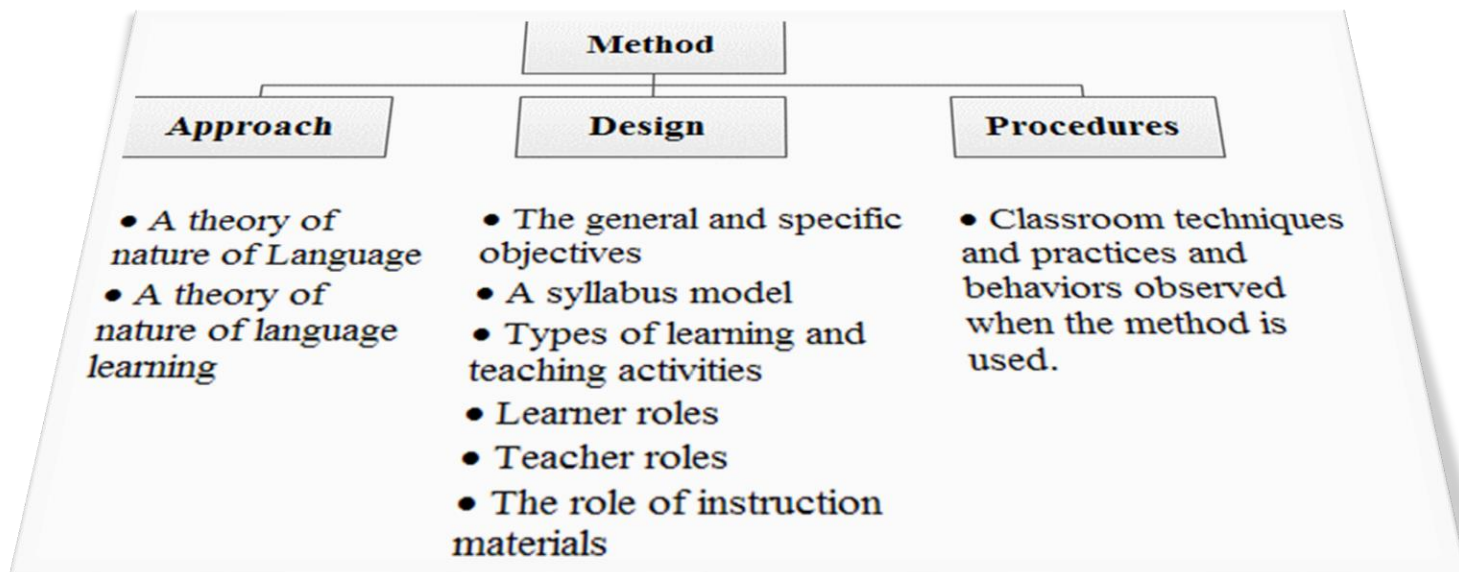 Method
Approach
Design
Procedures
• A theory of
nature of Language
• A theory of
nature of language
learning
• The general and specific
objectives
• A syllabus model
• Types of learning and
teaching activities
• Learner roles
• Teacher roles
• The role of instruction
materials
• Classroom techniques
and practices and
behaviors observed
when the method is
used.